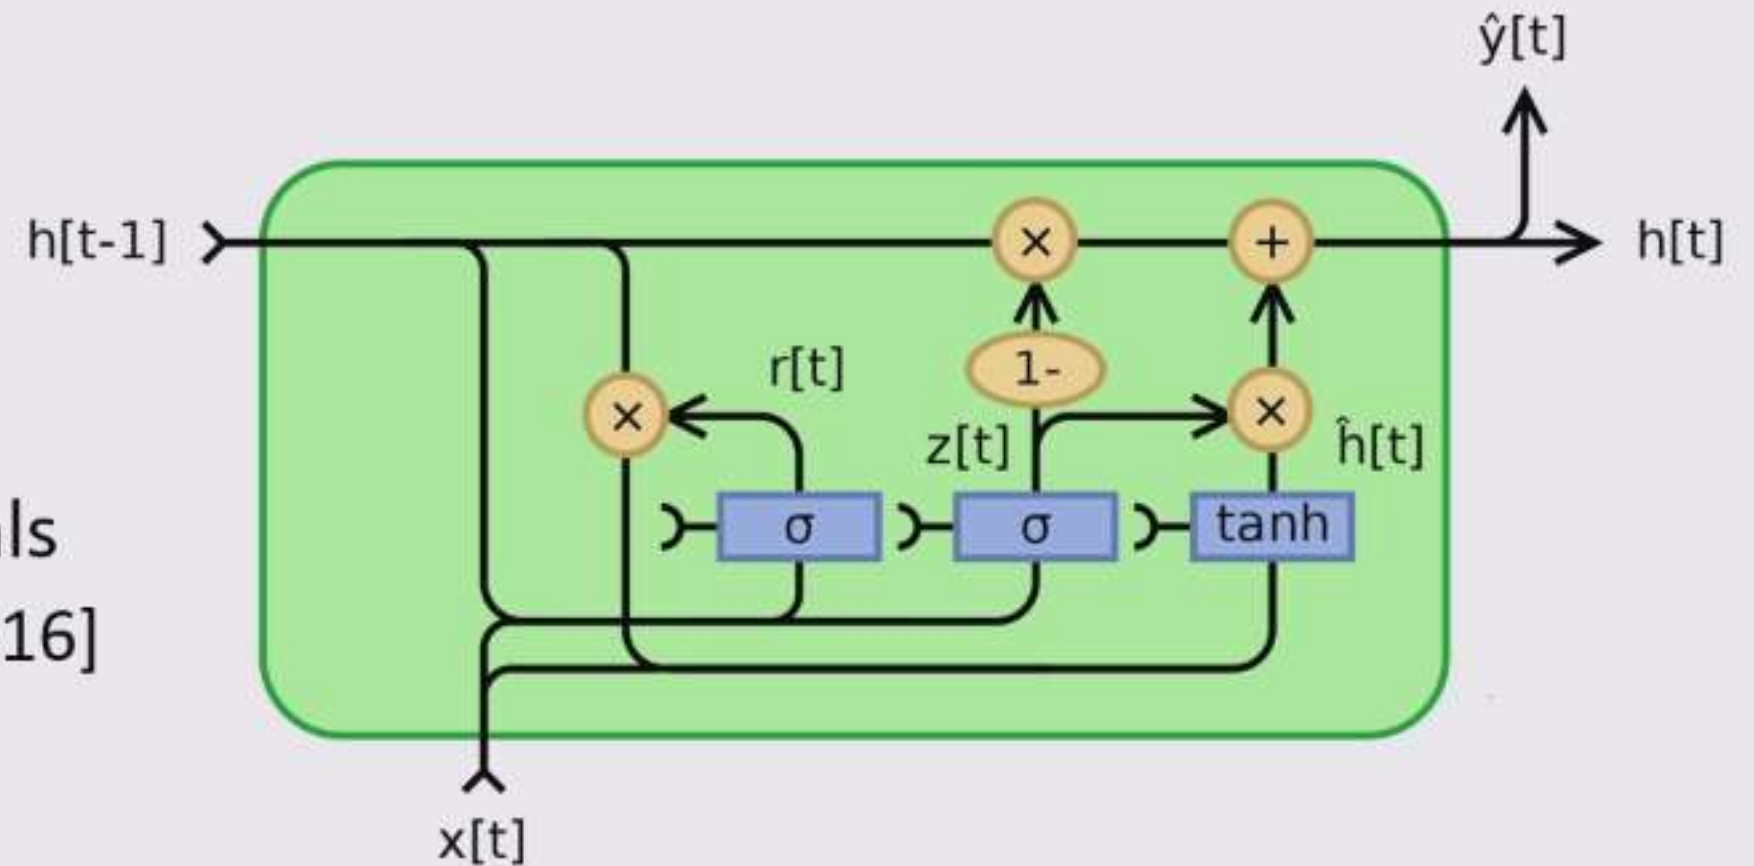 ŷ[t]
h[t-1]
×
+
h[t]
1-
r[t]
×
×
z[t]
ĥ[t]
σ
σ
tanh
ls
16]
x[t]